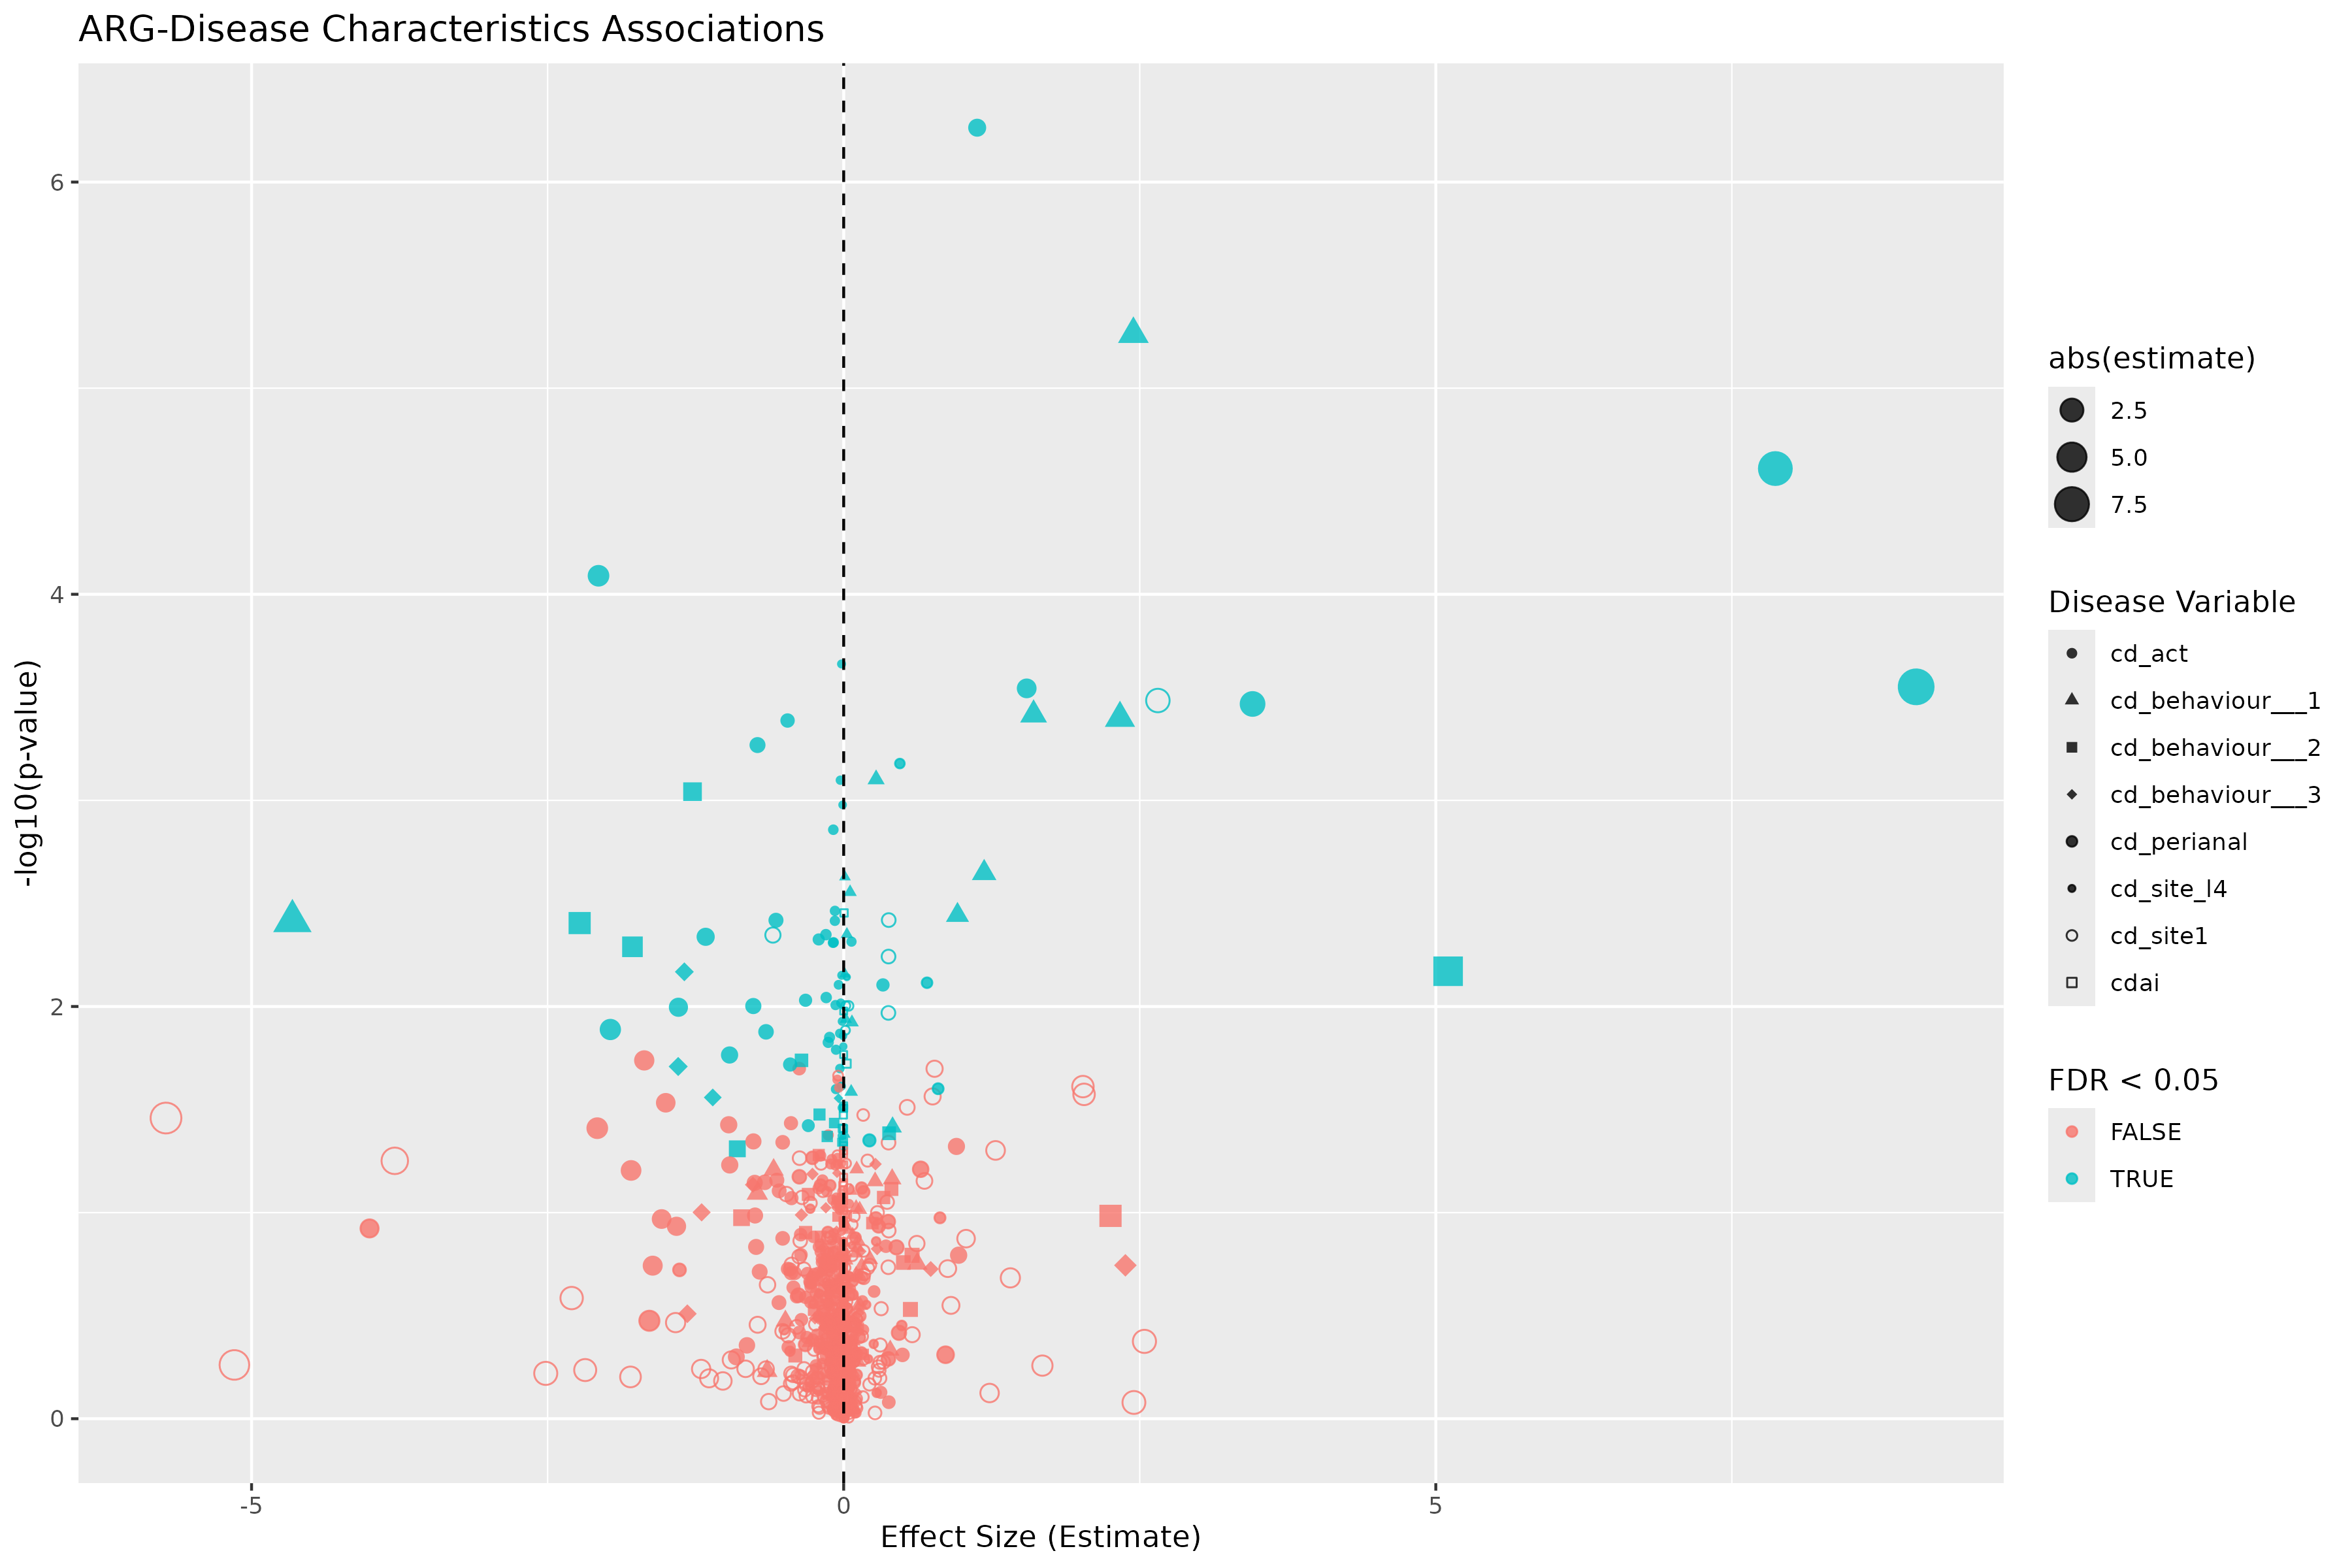 ARG-Disease Characteristics Associations
-log10(p-value)
6
4
2
0
-5
0
5
Effect Size (Estimate)
abs(estimate)
2.5
5.0
7.5
Disease Variable
cd_act
cd_behaviour___1
cd_behaviour___2
cd_behaviour___3
cd_perianal
cd_site_l4
cd_site1
cdai
FDR < 0.05
FALSE
TRUE